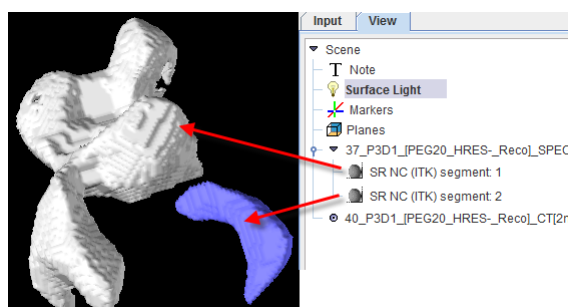 Input View
Scene
Note
Surface Light
Markers
Planes
37_P3D1_[PEG20_HRES-_Reco]_SPEC
SR NC (ITK) segment: 1
SR NC (ITK) segment: 2
40_P3D1_[PEG20_HRES-_Reco]_CT[2n